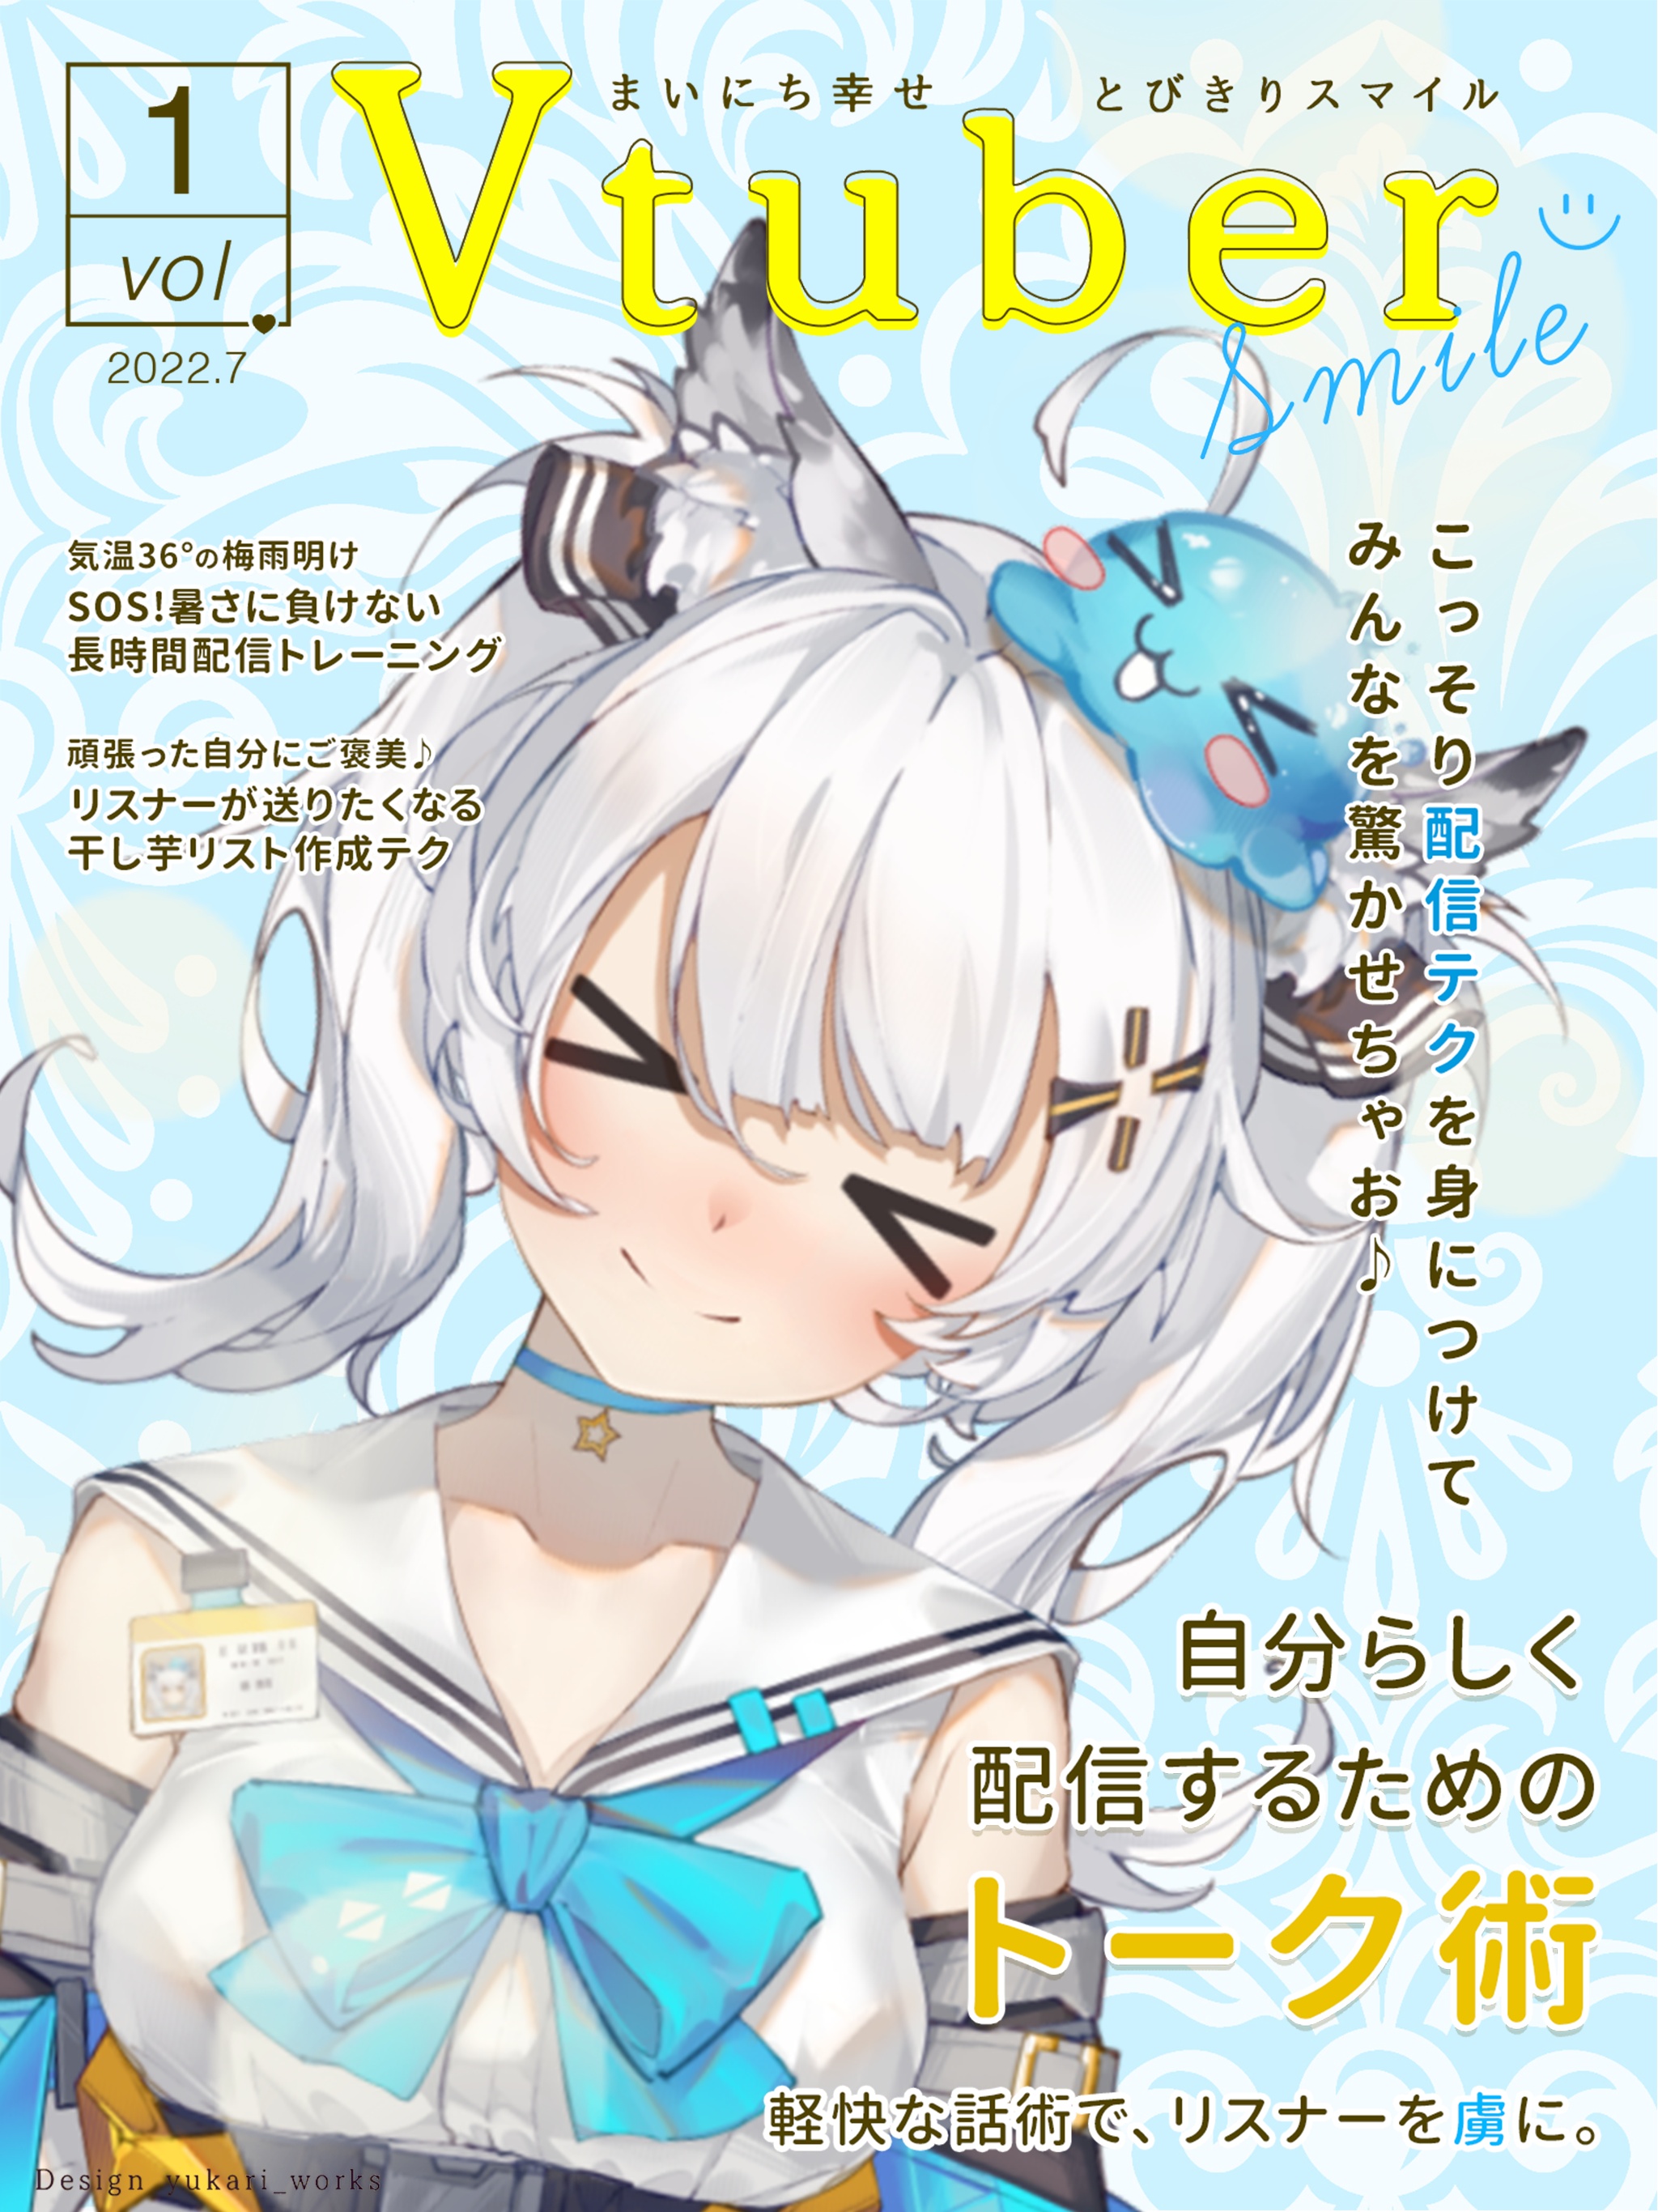 1
vol
2022.7
まいにち幸せ とびきりスマイル
Vtuber
smile
気温36°の梅雨明け
SOS!暑さに負けない
長時間配信トレーニング
頑張った自分にご褒美♪
リスナーが送りたくなる
干し芋リスト作成テク
こっそり配信テクを身につけて
みんなを驚かせちゃお♪
自分らしく
配信するための
トーク術
軽快な話術で、リスナーを虜に。
Design yukari_works